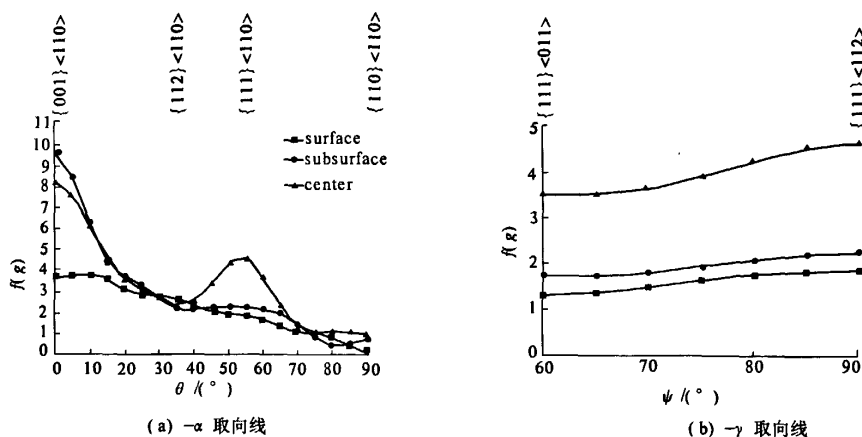 {001}<110>
{112}<110>
{111}<110>
{110}<110>
11
10
9
8
7
6
5
4
3
2
1
0
f(g)
surface
subsurface
center
0 10 20 30 40 50 60 70 80 90
θ /(°)
(a) -α 取向线
{111}<011>
{111}<112>
5
4
3
2
1
0
f(g)
60 70 80 90
ψ /(°)
(b) -γ 取向线